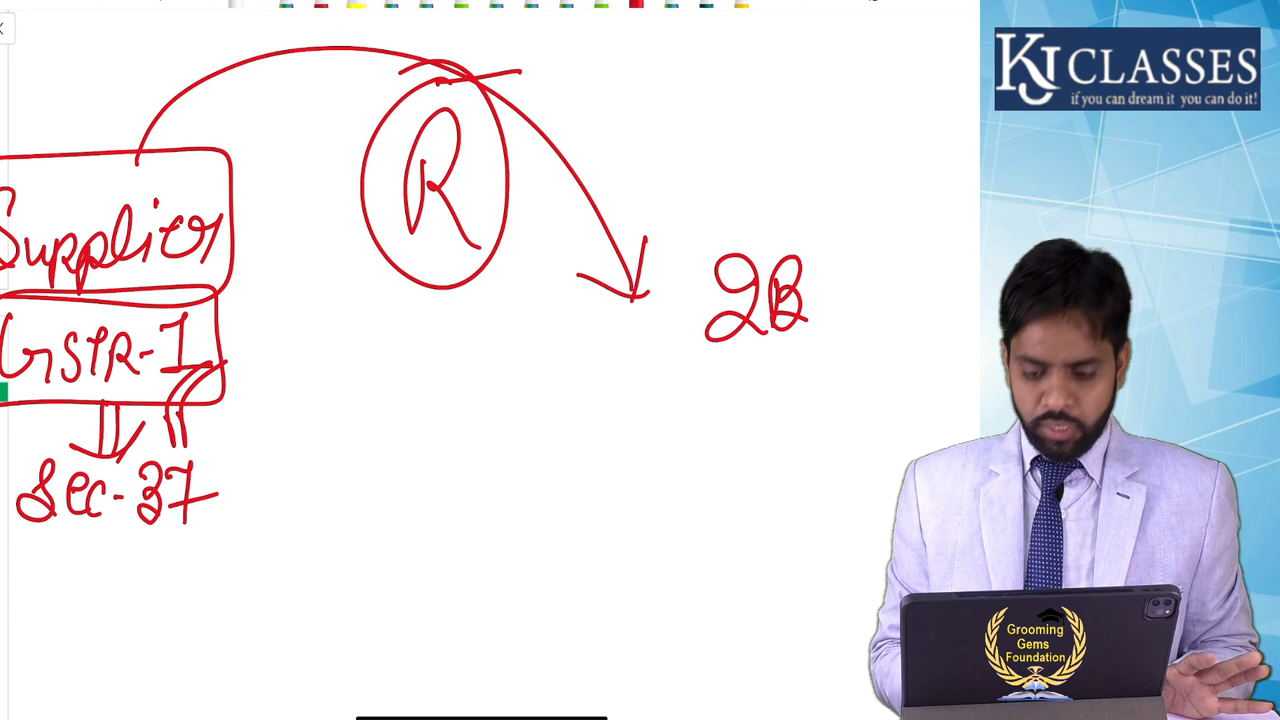 KJ CLASSES
if you can dream it you can do it!
R
Supplier
GSTR-1
2B
Sec-37
Grooming
Gems
Foundation